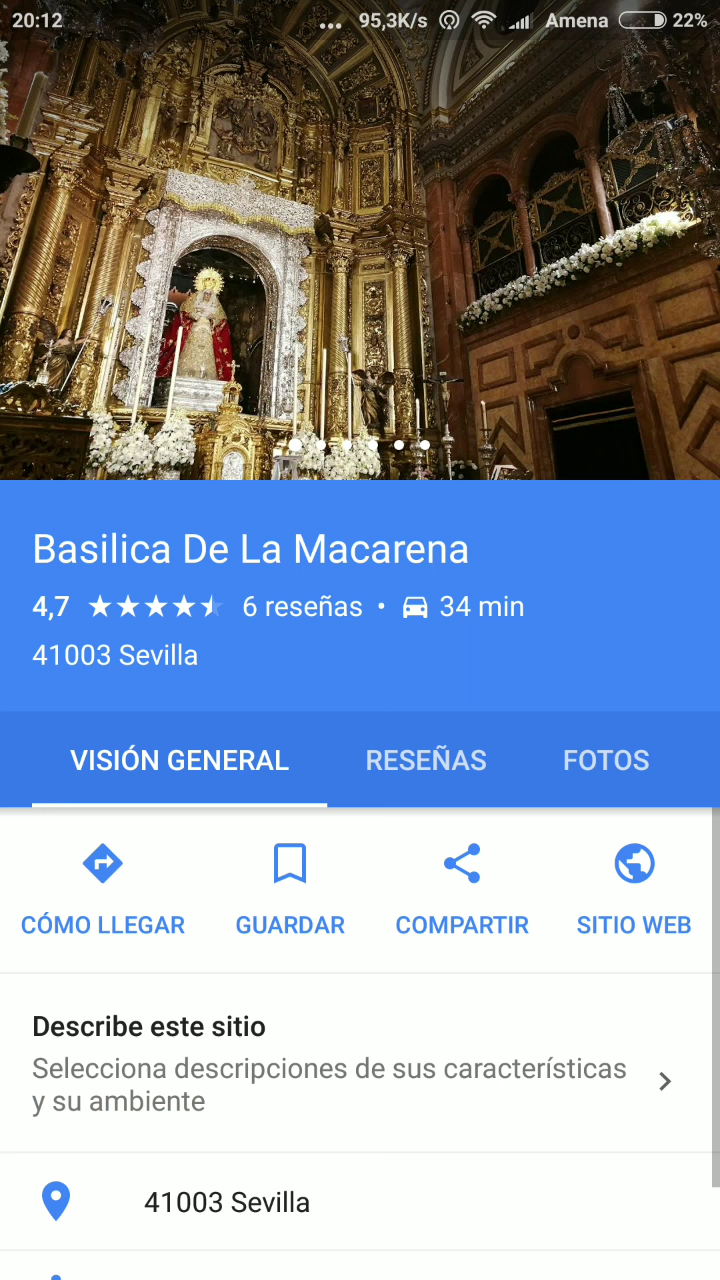 20:12 ... 95,3K/s Amena 22%
Basilica De La Macarena
4,7 6 reseñas • 34 min
41003 Sevilla
VISIÓN GENERAL RESEÑAS FOTOS
CÓMO LLEGAR GUARDAR COMPARTIR SITIO WEB
Describe este sitio
Selecciona descripciones de sus características
y su ambiente
41003 Sevilla